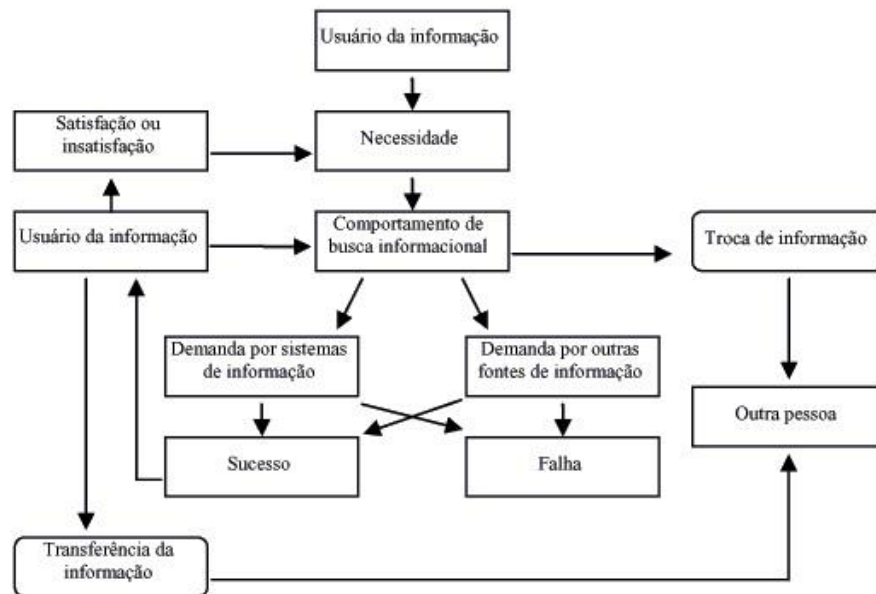 Usuário da informação
Satisfação ou
insatisfação
Necessidade
Usuário da informação
Comportamento de
busca informacional
Troca de informação
Demanda por sistemas
de informação
Demanda por outras
fontes de informação
Outra pessoa
Sucesso
Falha
Transferência da
informação